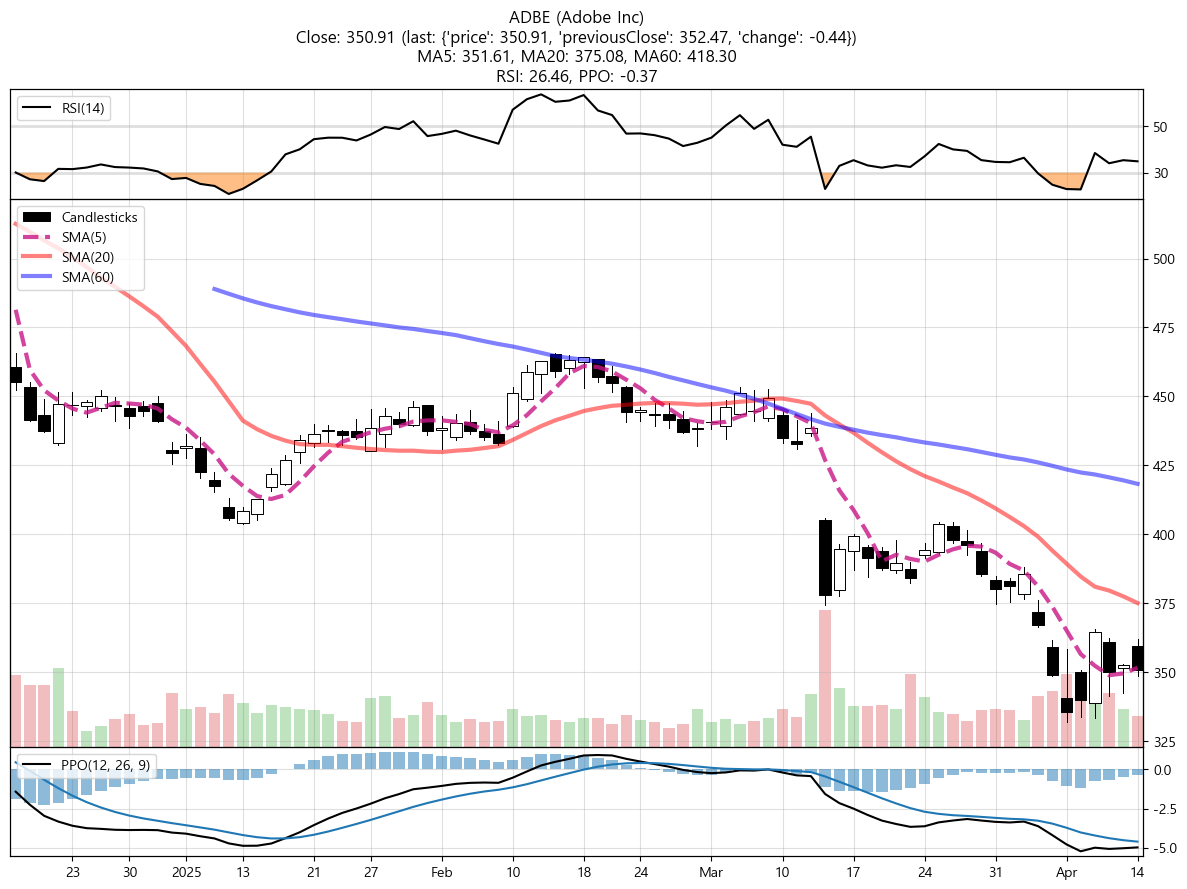 ADBE (Adobe Inc)
Close: 350.91 (last: {'price': 350.91, 'previousClose': 352.47, 'change': -0.44})
MA5: 351.61, MA20: 375.08, MA60: 418.30
RSI: 26.46, PPO: -0.37
RSI(14)
50
30
Candlesticks
SMA(5)
SMA(20)
SMA(60)
500
475
450
425
400
375
350
325
PPO(12, 26, 9)
0.0
-2.5
-5.0
23 30 2025 13 21 27 Feb 10 18 24 Mar 10 17 24 31 Apr 14